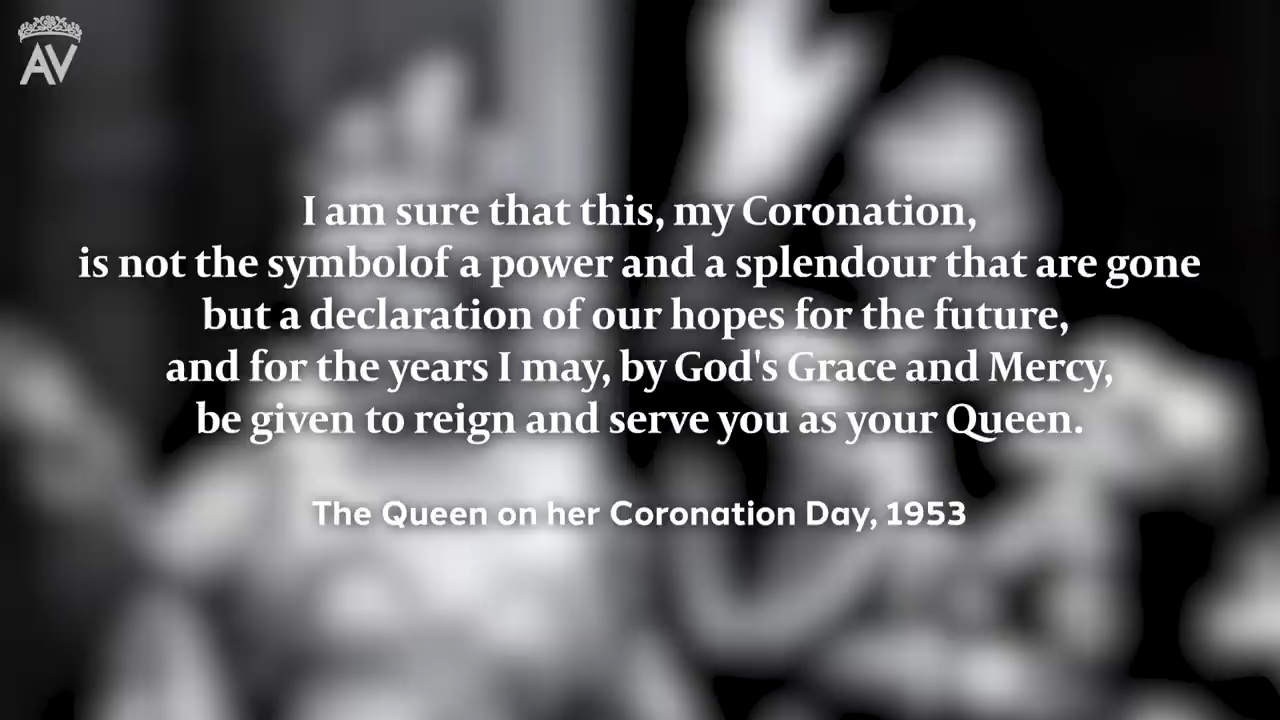 AV
I am sure that this, my Coronation,
is not the symbolof a power and a splendour that are gone
but a declaration of our hopes for the future,
and for the years I may, by God's Grace and Mercy,
be given to reign and serve you as your Queen.
The Queen on her Coronation Day, 1953